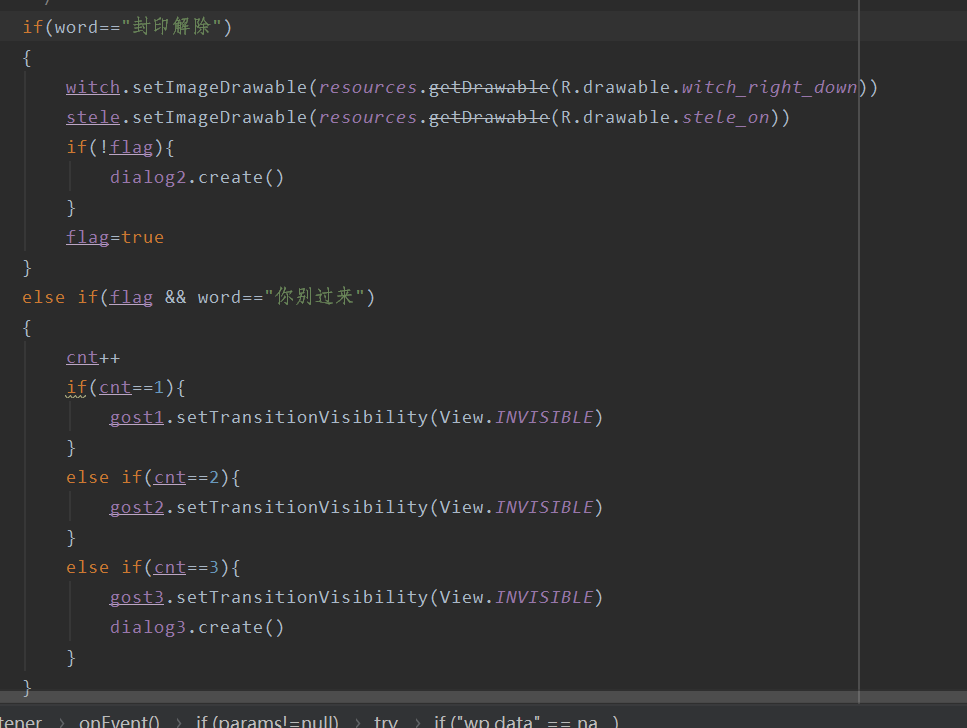 if(word=="封印解除")
{
witch.setImageDrawable(resources.getDrawable(R.drawable.witch_right_down))
stele.setImageDrawable(resources.getDrawable(R.drawable.stele_on))
if(!flag){
dialog2.create()
}
flag=true
}
else if(flag && word=="你别过来")
{
cnt++
if(cnt==1){
gost1.setTransitionVisibility(View.INVISIBLE)
}
else if(cnt==2){
gost2.setTransitionVisibility(View.INVISIBLE)
}
else if(cnt==3){
gost3.setTransitionVisibility(View.INVISIBLE)
dialog3.create()
}
}
tener › onEvent() › if (params!=null) › try › if ("wp.data" == na...)